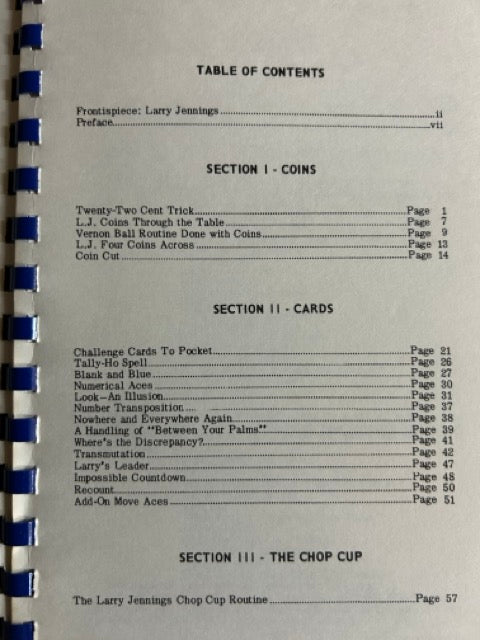 TABLE OF CONTENTS
Frontispiece: Larry Jennings ii
Preface vii
SECTION I - COINS
Twenty-Two Cent Trick Page 1
L.J. Coins Through the Table Page 7
Vernon Ball Routine Done with Coins Page 9
L.J. Four Coins Across Page 13
Coin Cut Page 14
SECTION II - CARDS
Challenge Cards To Pocket Page 21
Tally-Ho Spell Page 26
Blank and Blue Page 27
Numerical Aces Page 30
Look—An Illusion Page 31
Number Transposition Page 37
Nowhere and Everywhere Again Page 38
A Handling of "Between Your Palms" Page 39
Where's the Discrepancy? Page 41
Transmutation Page 42
Larry's Leader Page 47
Impossible Countdown Page 48
Recount Page 50
Add-On Move Aces Page 51
SECTION III - THE CHOP CUP
The Larry Jennings Chop Cup Routine Page 57